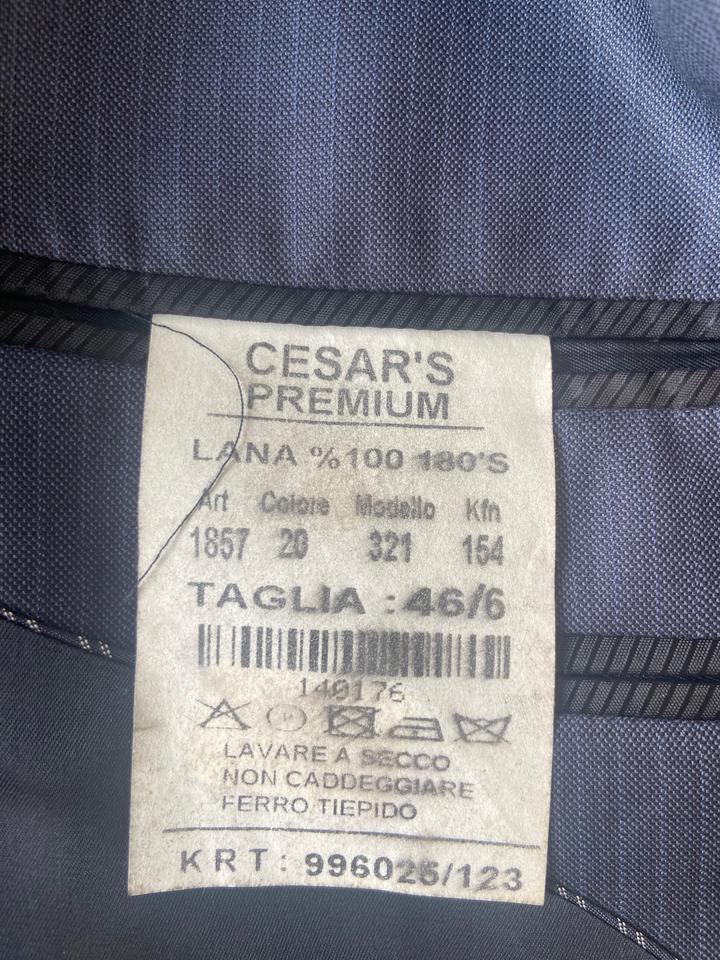 CESAR'S
PREMIUM
LANA %100 180'S
Art Colore Modello Kfn
1857 20 321 154
TAGLIA : 46/6
140176
LAVARE A SECCO
NON CADDEGGIARE
FERRO TIEPIDO
KRT: 996025/123